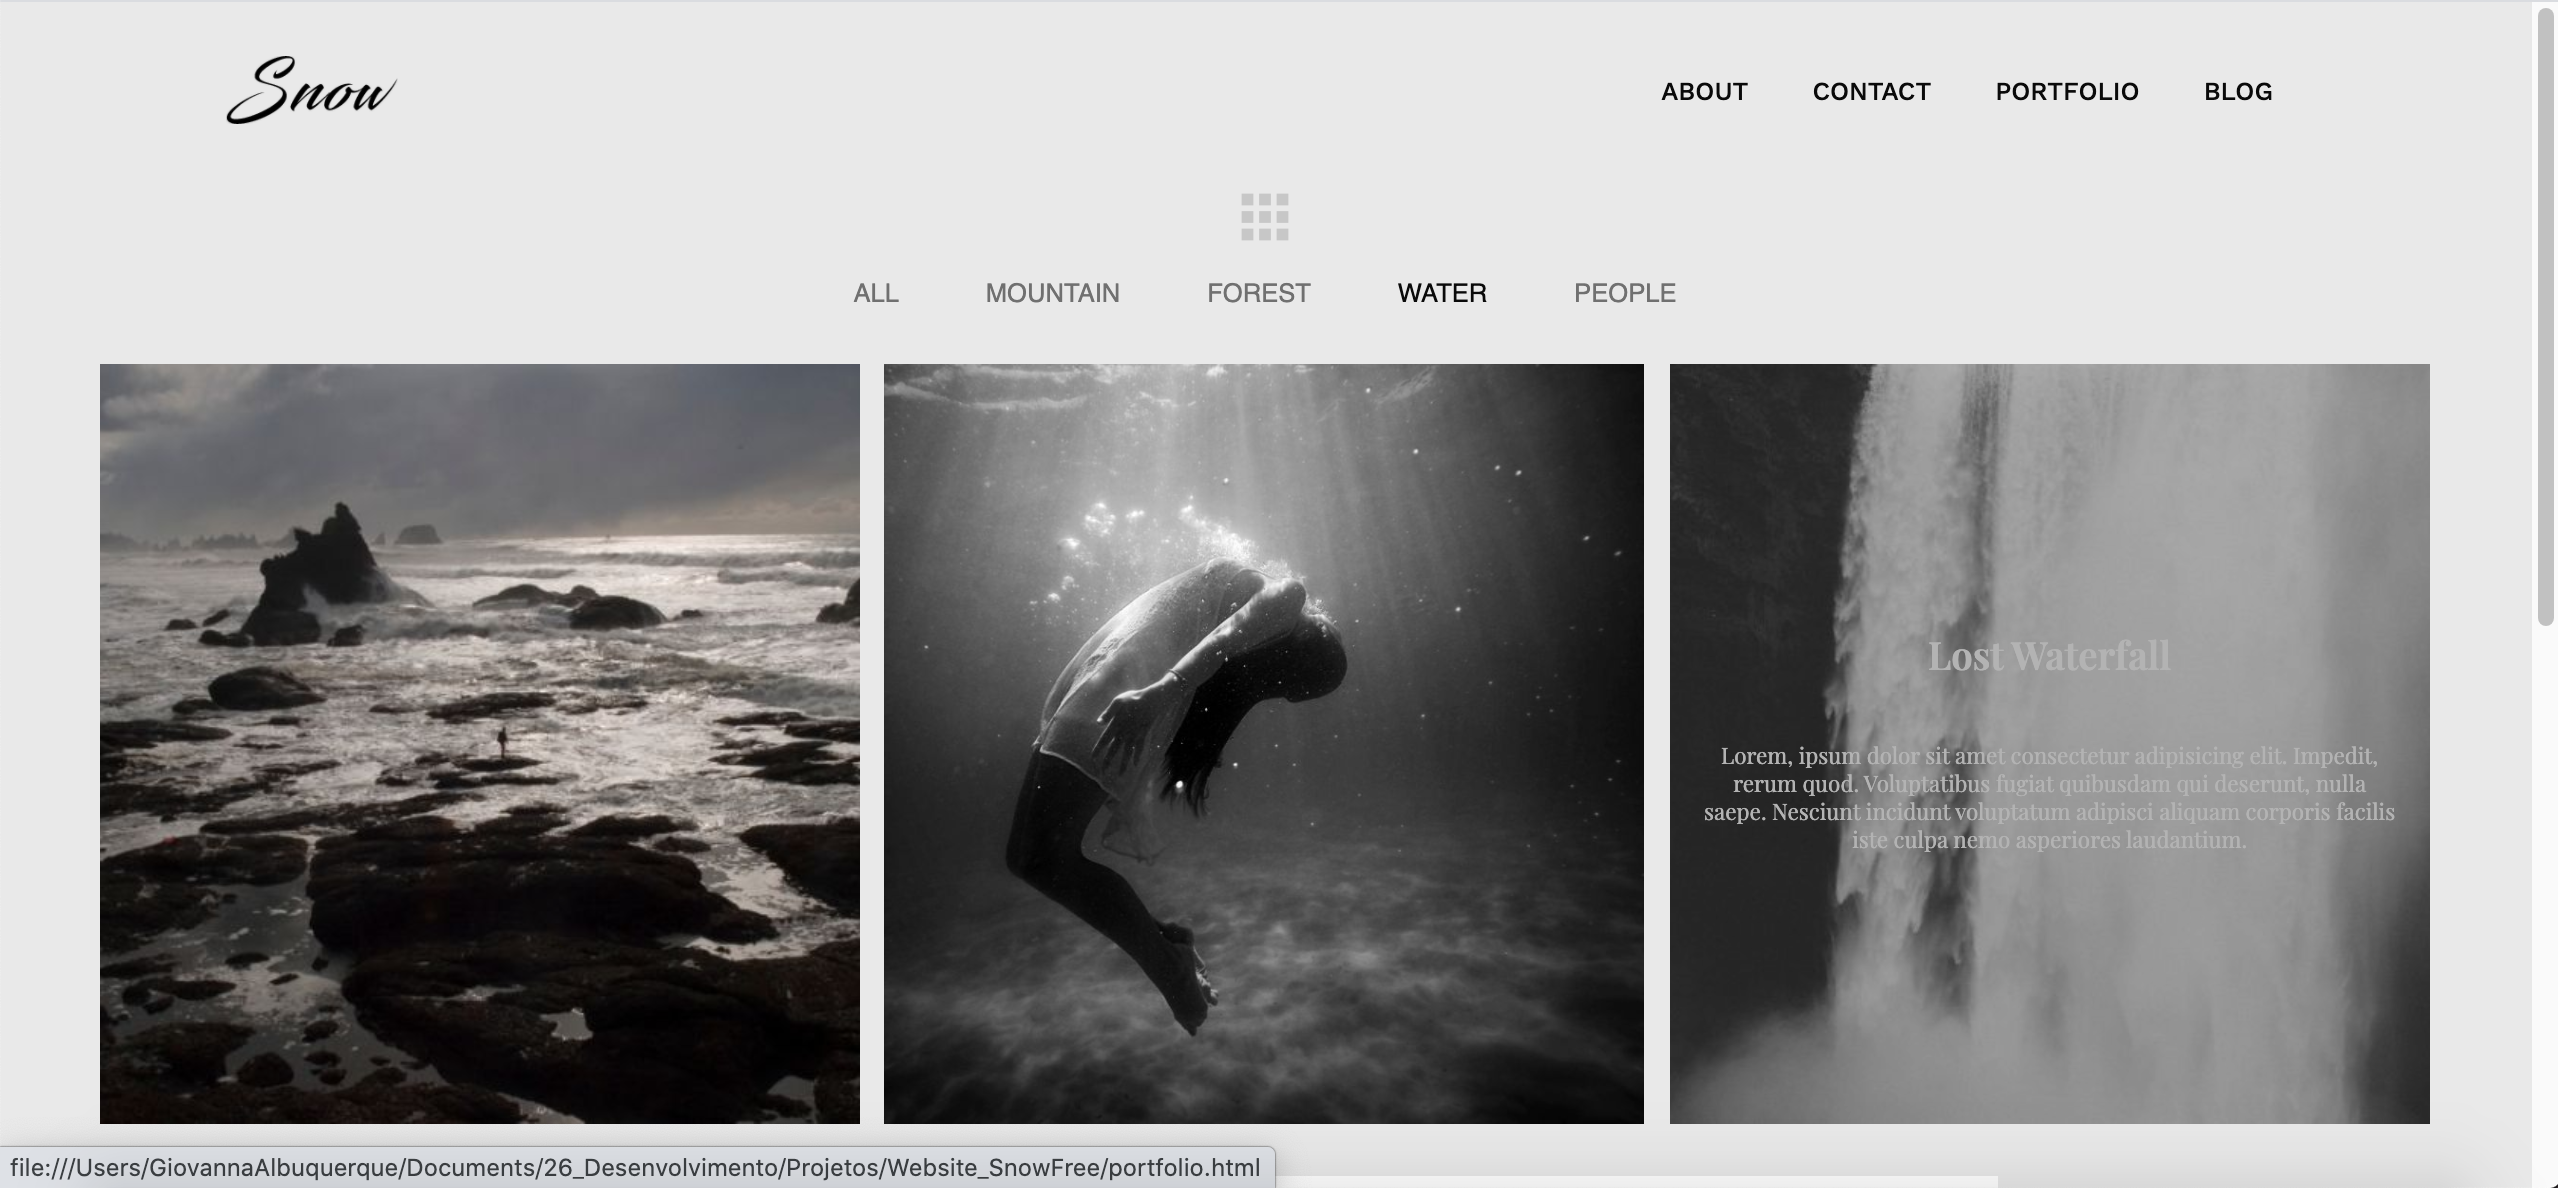 Snow
ABOUT CONTACT PORTFOLIO BLOG
ALL MOUNTAIN FOREST WATER PEOPLE
Lost Waterfall
Lorem, ipsum dolor sit amet consectetur adipisicing elit. Impedit,
rerum quod. Voluptatibus fugiat quibusdam qui deserunt, nulla
saepe. Nesciunt incidunt voluptatum adipisci aliquam corporis facilis
iste culpa nemo asperiores laudantium.
file:///Users/GiovannaAlbuquerque/Documents/26_Desenvolvimento/Projetos/Website_SnowFree/portfolio.html